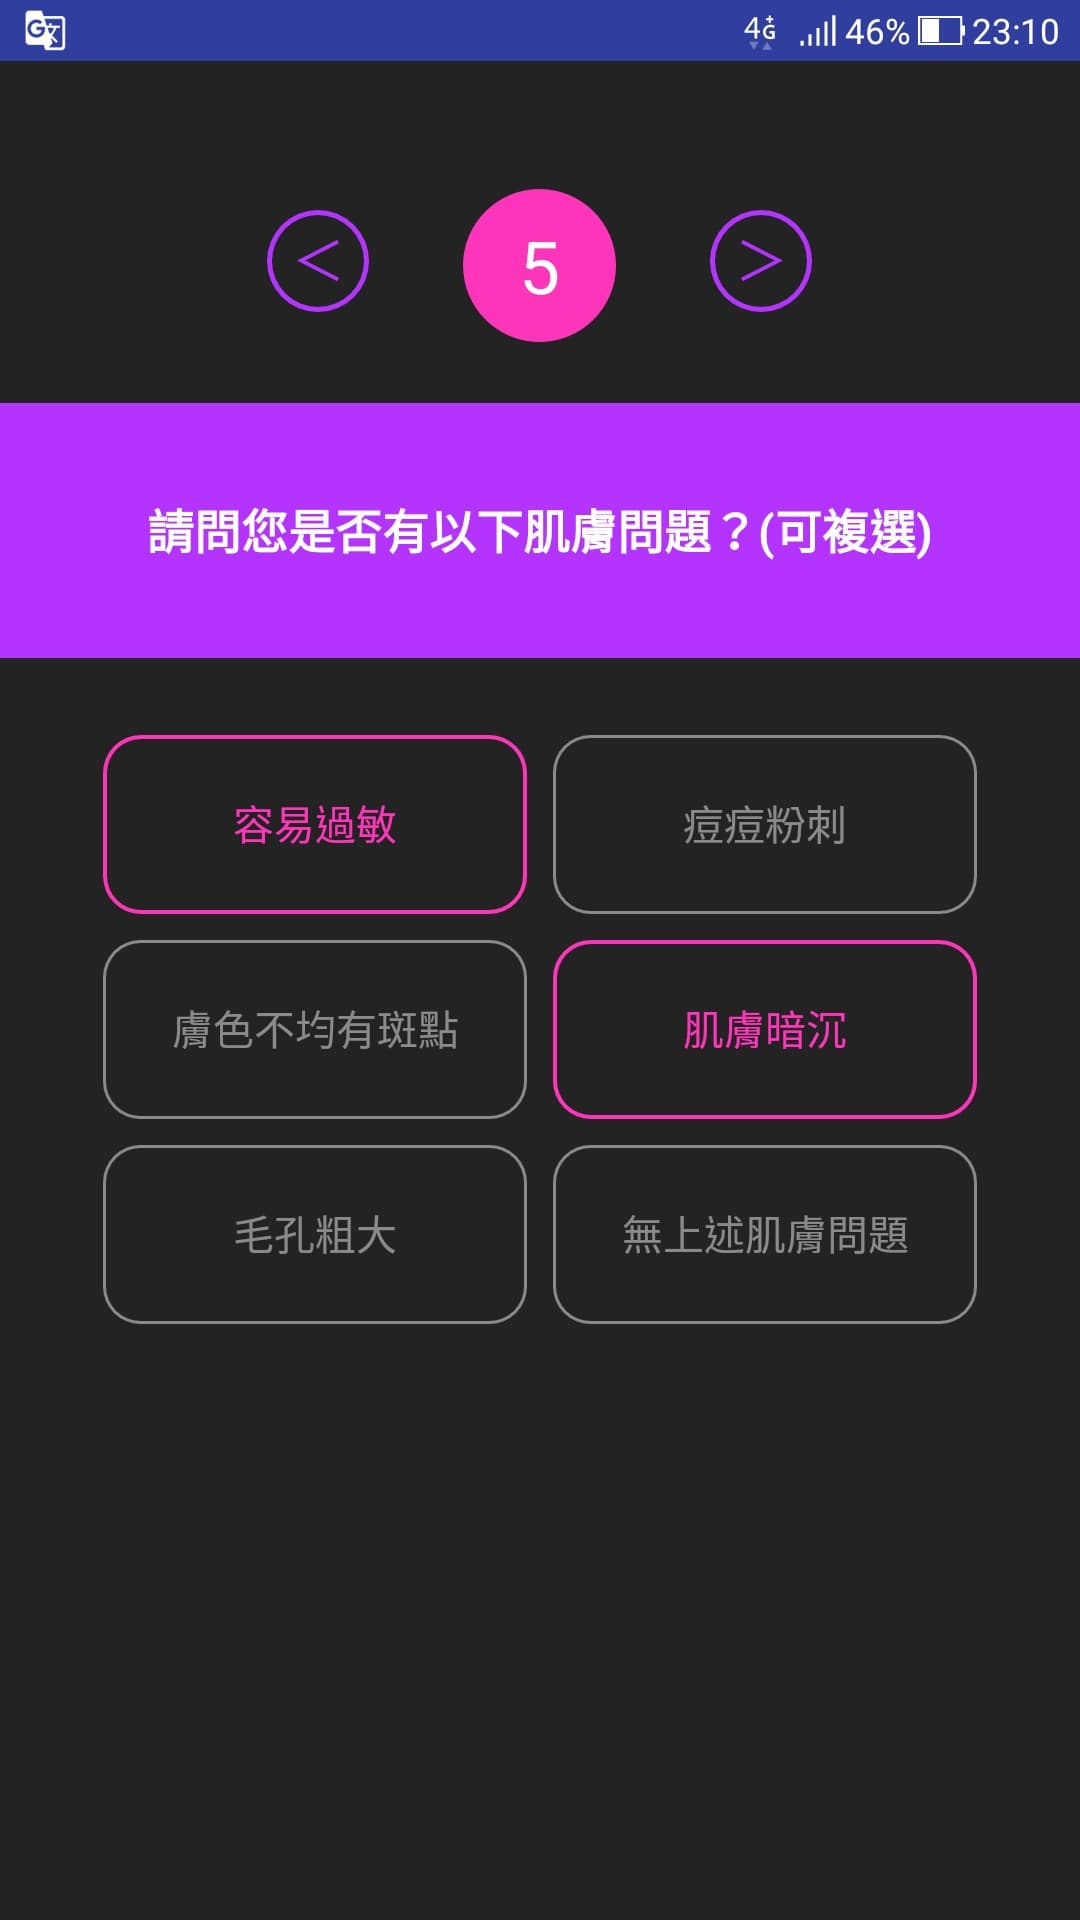 4G+ 46% 23:10
< 5 >
請問您是否有以下肌膚問題？(可複選)
容易過敏 痘痘粉刺
膚色不均有斑點 肌膚暗沉
毛孔粗大 無上述肌膚問題